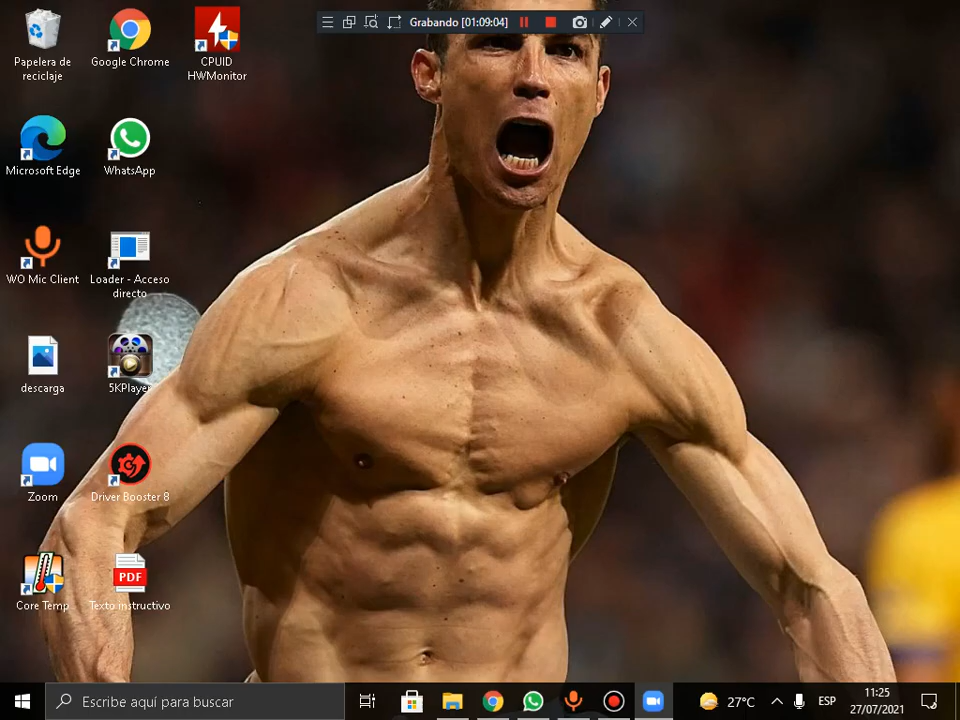 Grabando [01:09:04]
Papelera de
reciclaje
Google Chrome
CPUID
HWMonitor
Microsoft Edge
WhatsApp
WO Mic Client
Loader - Acceso
directo
descarga
5KPlayer
Zoom
Driver Booster 8
Core Temp
PDF
Texto instructivo
Escribe aquí para buscar
27°C
ESP
11:25
27/07/2021